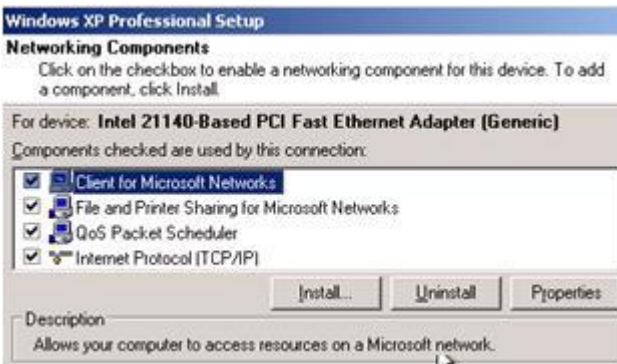 Windows XP Professional Setup
Networking Components
Click on the checkbox to enable a networking component for this device. To add
a component, click Install.
For device: Intel 21140-Based PCI Fast Ethernet Adapter (Generic)
Components checked are used by this connection:
Client for Microsoft Networks
File and Printer Sharing for Microsoft Networks
QoS Packet Scheduler
Internet Protocol (TCP/IP)
Install... Uninstall Properties
Description
Allows your computer to access resources on a Microsoft network.